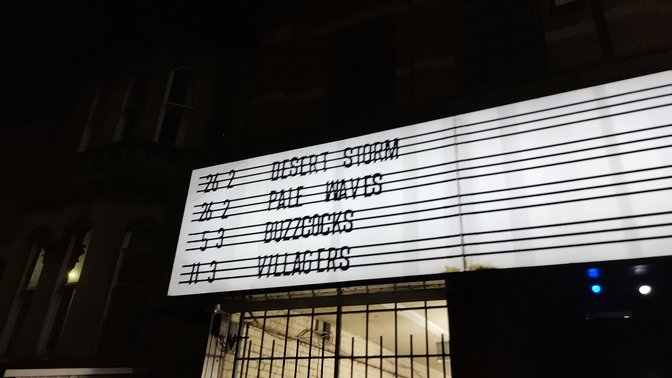 26 2 DESERT STORM
26 2 PALE WAVES
5 3 BUZZCOCKS
11 3 VILLAGERS